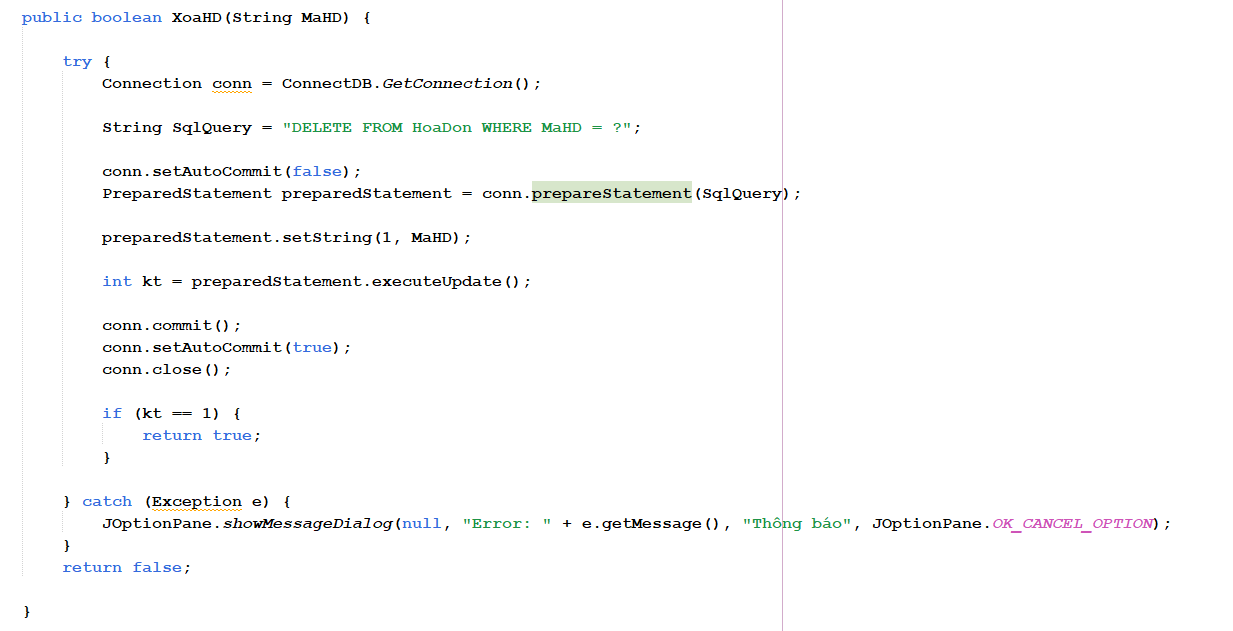 public boolean XoaHD(String MaHD) {
try {
Connection conn = ConnectDB.GetConnection();
String SqlQuery = "DELETE FROM HoaDon WHERE MaHD = ?";
conn.setAutoCommit(false);
PreparedStatement preparedStatement = conn.prepareStatement(SqlQuery);
preparedStatement.setString(1, MaHD);
int kt = preparedStatement.executeUpdate();
conn.commit();
conn.setAutoCommit(true);
conn.close();
if (kt == 1) {
return true;
}
} catch (Exception e) {
JOptionPane.showMessageDialog(null, "Error: " + e.getMessage(), "Thông báo", JOptionPane.OK_CANCEL_OPTION);
}
return false;
}